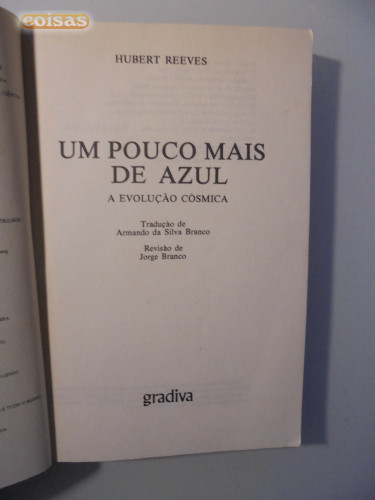 coisas
HUBERT REEVES
UM POUCO MAIS
DE AZUL
A EVOLUÇÃO CÓSMICA
Tradução de
Armando da Silva Branco
Revisão de
Jorge Branco
gradiva